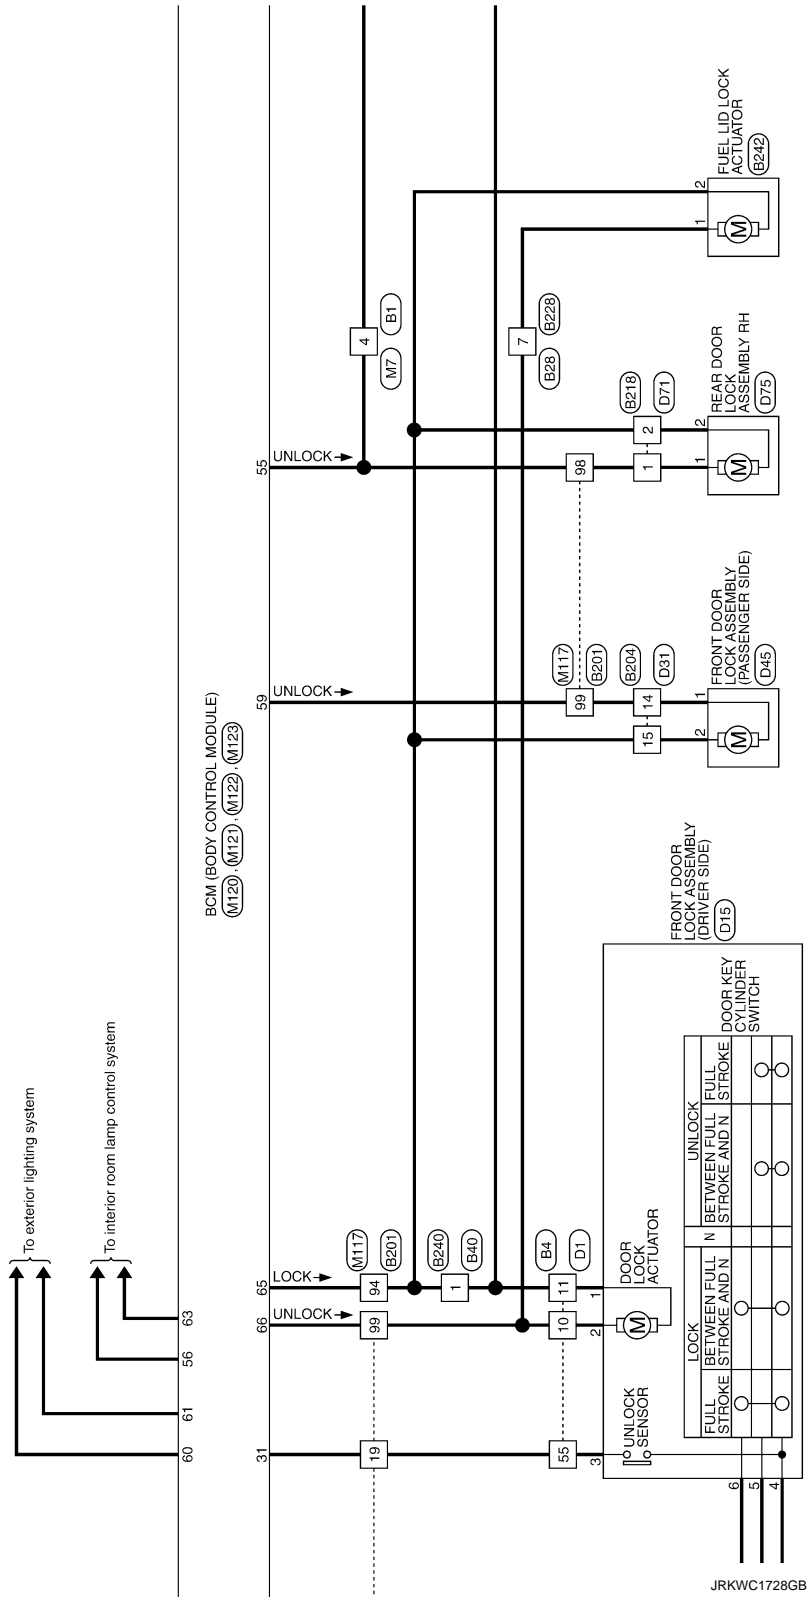 FUEL LID LOCK
ACTUATOR
B242
2
1
4
B1
M7
7
B228
B28
REAR DOOR
LOCK
ASSEMBLY RH
D75
B218
D71
2
1
2
1
M
M
55
UNLOCK
98
FRONT DOOR
LOCK ASSEMBLY
(PASSENGER SIDE)
D45
M117
B201
B204
D31
59
UNLOCK
99
14
15
1
2
M
BCM (BODY CONTROL MODULE)
M120 , M121 , M122 , M123
FRONT DOOR
LOCK ASSEMBLY
(DRIVER SIDE)
D15
DOOR KEY
CYLINDER
SWITCH
UNLOCK
FULL
STROKE
BETWEEN FULL
STROKE AND N
N
LOCK
BETWEEN FULL
STROKE AND N
FULL
STROKE
To exterior lighting system
To interior room lamp control system
M117
B201
B240
B40
B4
D1
DOOR
LOCK
ACTUATOR
65
LOCK
94
1
11
1
66
UNLOCK
99
10
2
M
63
56
61
60
31
19
55
3
UNLOCK
SENSOR
6
5
4
JRKWC1728GB